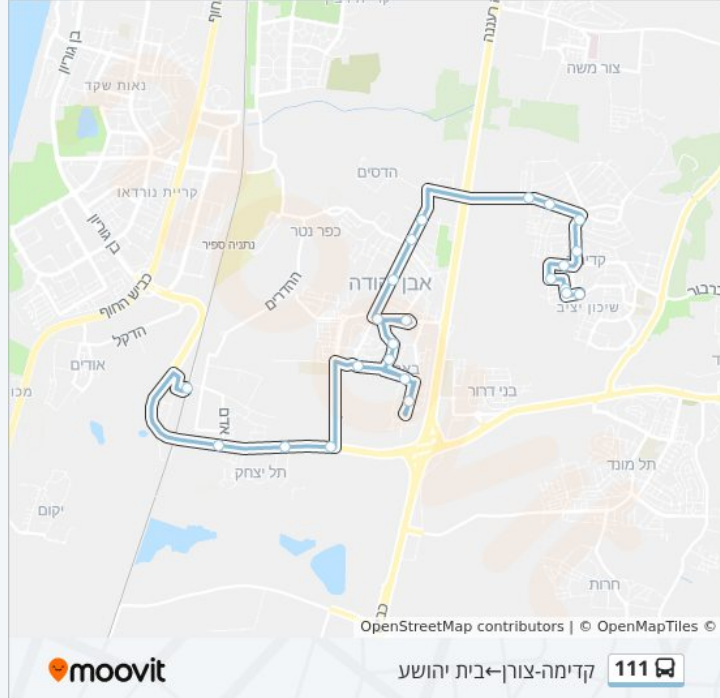 בן גוריון
נאות שקד
קריית נורדאו
בן גוריון
צור משה
הדסים
כפר נטר
נתניה ספיר
אבן יהודה
ההדרים
כביש החוף
הדקל
אודים
שיכון יציב
בני דרור
תל יצחק
תל מונד
יקום
חרות
OpenStreetMap contributors | © OpenMapTiles ©
moovit
111 קדימה-צורן←בית יהושע